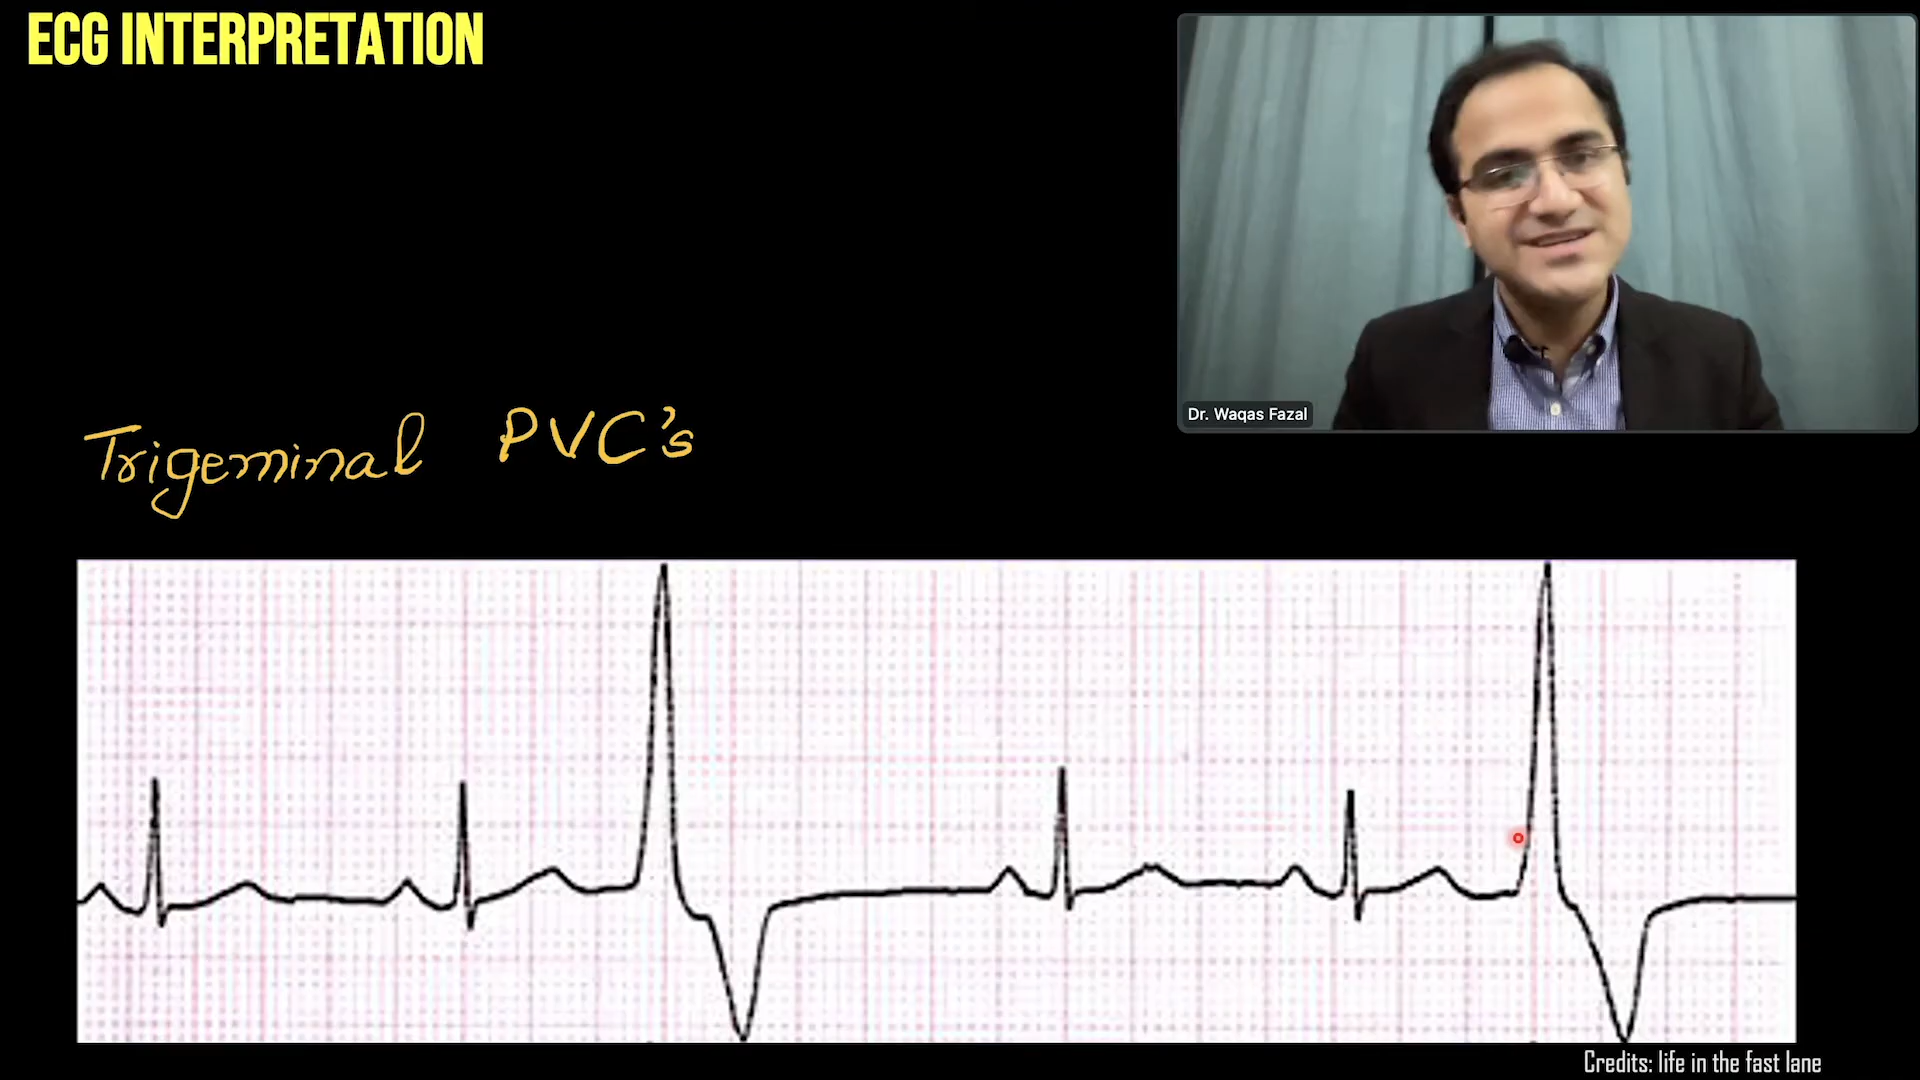 ECG INTERPRETATION
Dr. Waqas Fazal
Trigeminal PVC's
Credits: life in the fast lane